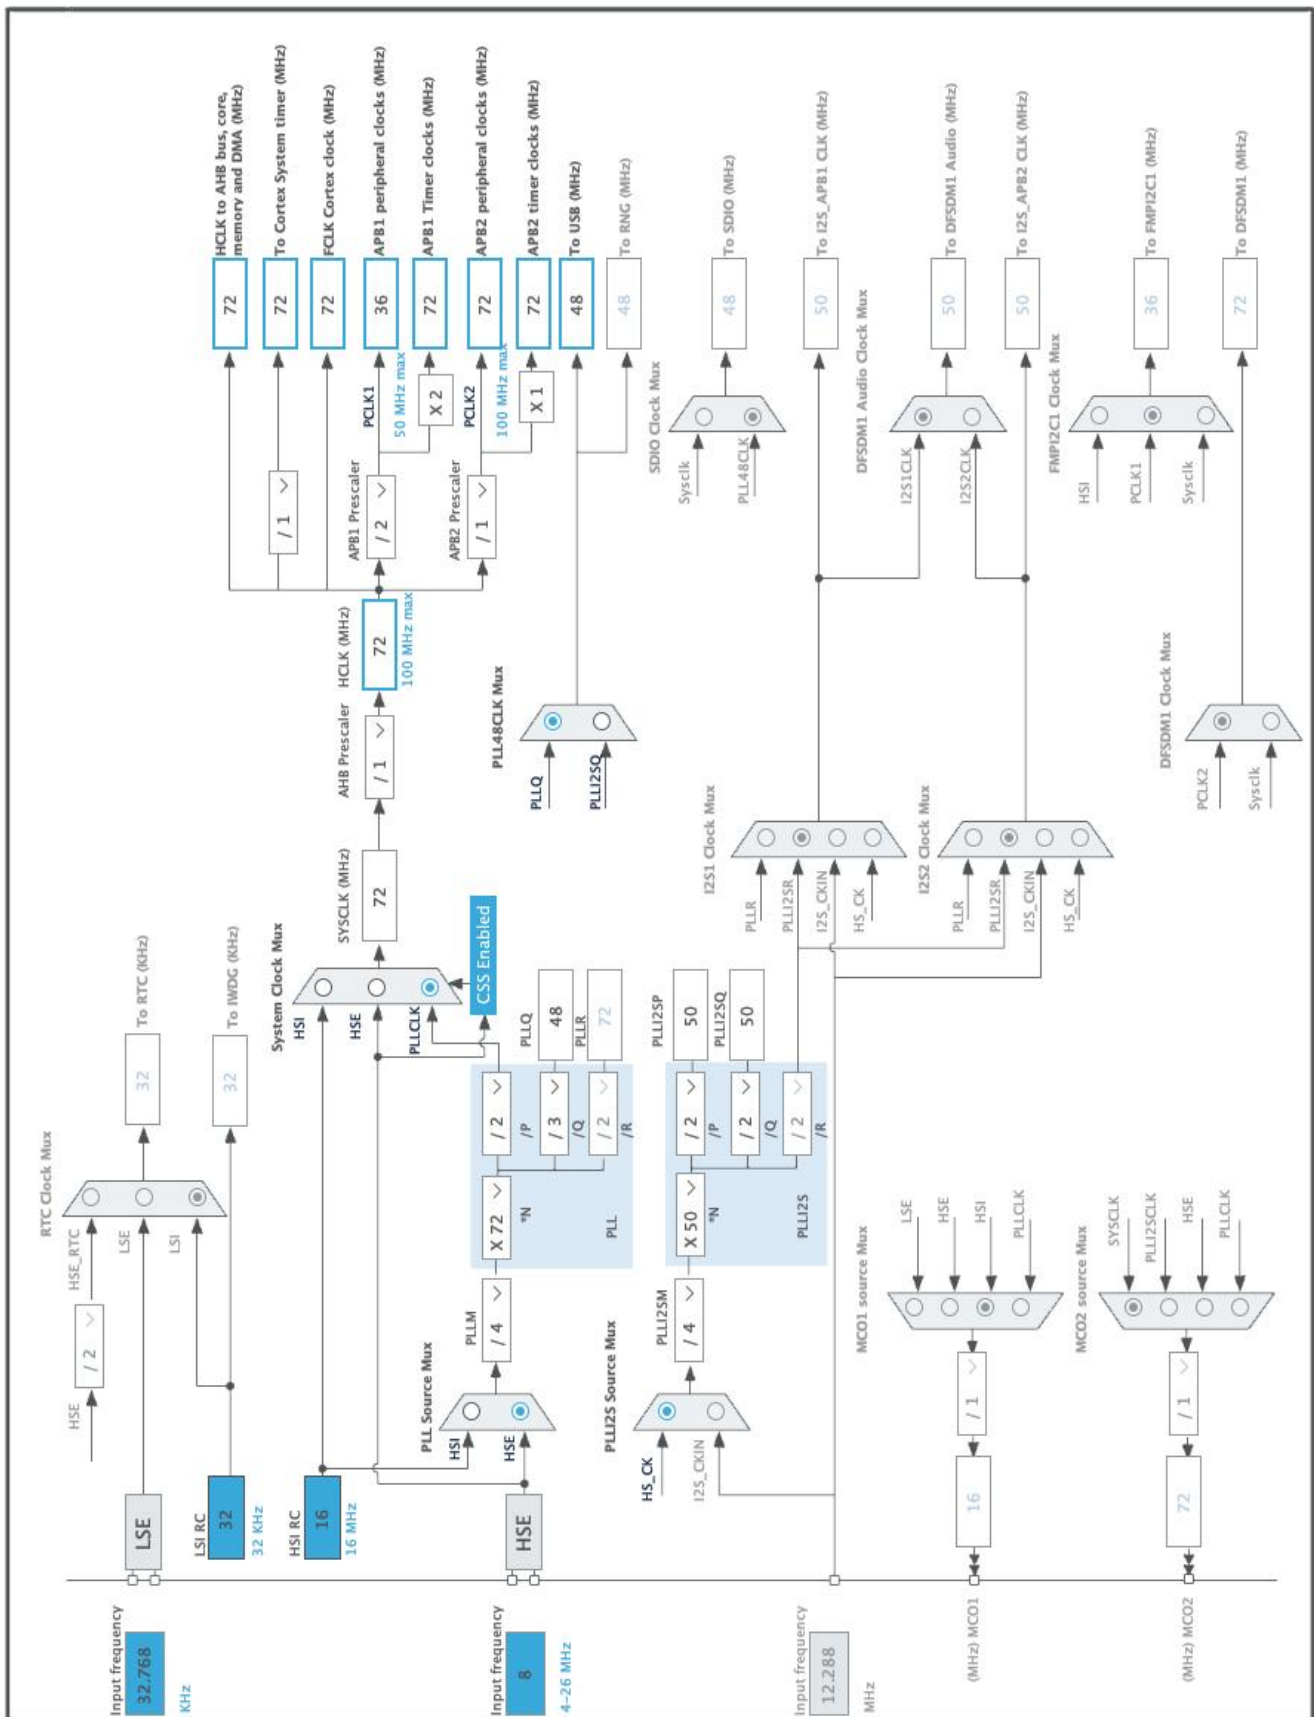 Input frequency
32.768
KHz
LSE
LSI RC
32
32 KHz
HSI RC
16
16 MHz
Input frequency
8
4-26 MHz
HSE
Input frequency
12.288
MHz
HSE
/ 2
HSE_RTC
LSE
LSI
RTC Clock Mux
32
To RTC (KHz)
32
To IWDG (KHz)
System Clock Mux
HSI
HSE
PLLCLK
CSS Enabled
SYSCLK (MHz)
72
AHB Prescaler
/ 1
HCLK (MHz)
72
100 MHz max
/ 1
APB1 Prescaler
/ 2
PCLK1
50 MHz max
X 2
APB2 Prescaler
/ 1
PCLK2
100 MHz max
X 1
72
HCLK to AHB bus, core,
memory and DMA (MHz)
72
To Cortex System timer (MHz)
72
FCLK Cortex clock (MHz)
36
APB1 peripheral clocks (MHz)
72
APB1 Timer clocks (MHz)
72
APB2 peripheral clocks (MHz)
72
APB2 timer clocks (MHz)
48
To USB (MHz)
48
To RNG (MHz)
PLL Source Mux
HSI
HSE
PLLM
/ 4
X 72
*N
/ 2
/P
/ 3
/Q
/ 2
/R
PLL
PLLQ
48
PLLR
72
PLL48CLK Mux
PLLQ
PLLI2SQ
SDIO Clock Mux
Sysclk
PLL48CLK
48
To SDIO (MHz)
PLLI2S Source Mux
HS_CK
I2S_CKIN
PLLI2SM
/ 4
X 50
*N
/ 2
/P
/ 2
/Q
/ 2
/R
PLLI2S
PLLI2SP
50
PLLI2SQ
50
I2S1 Clock Mux
PLLR
PLLI2SR
I2S_CKIN
HS_CK
50
To I2S_APB1 CLK (MHz)
DFSDM1 Audio Clock Mux
I2S1CLK
I2S2CLK
50
To DFSDM1 Audio (MHz)
I2S2 Clock Mux
PLLR
PLLI2SR
I2S_CKIN
HS_CK
50
To I2S_APB2 CLK (MHz)
FMPI2C1 Clock Mux
HSI
PCLK1
Sysclk
36
To FMPI2C1 (MHz)
DFSDM1 Clock Mux
PCLK2
Sysclk
72
To DFSDM1 (MHz)
MCO1 source Mux
LSE
HSE
HSI
PLLCLK
/ 1
16
(MHz) MCO1
MCO2 source Mux
SYSCLK
PLLI2SCLK
HSE
PLLCLK
/ 1
72
(MHz) MCO2